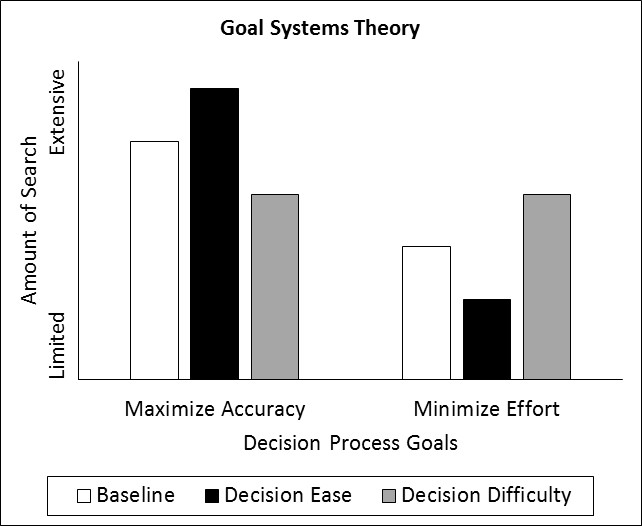 Goal Systems Theory
Amount of Search
Extensive
Limited
Maximize Accuracy
Minimize Effort
Decision Process Goals
Baseline
Decision Ease
Decision Difficulty